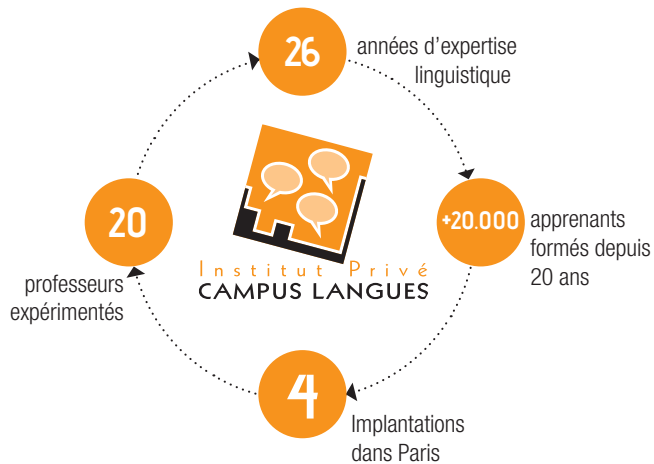 26
années d'expertise
linguistique
+20.000
apprenants
formés depuis
20 ans
4
Implantations
dans Paris
20
professeurs
expérimentés
Institut Privé
CAMPUS LANGUES